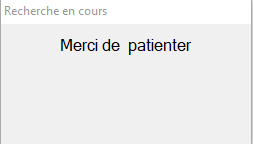 Recherche en cours
Merci de  patienter